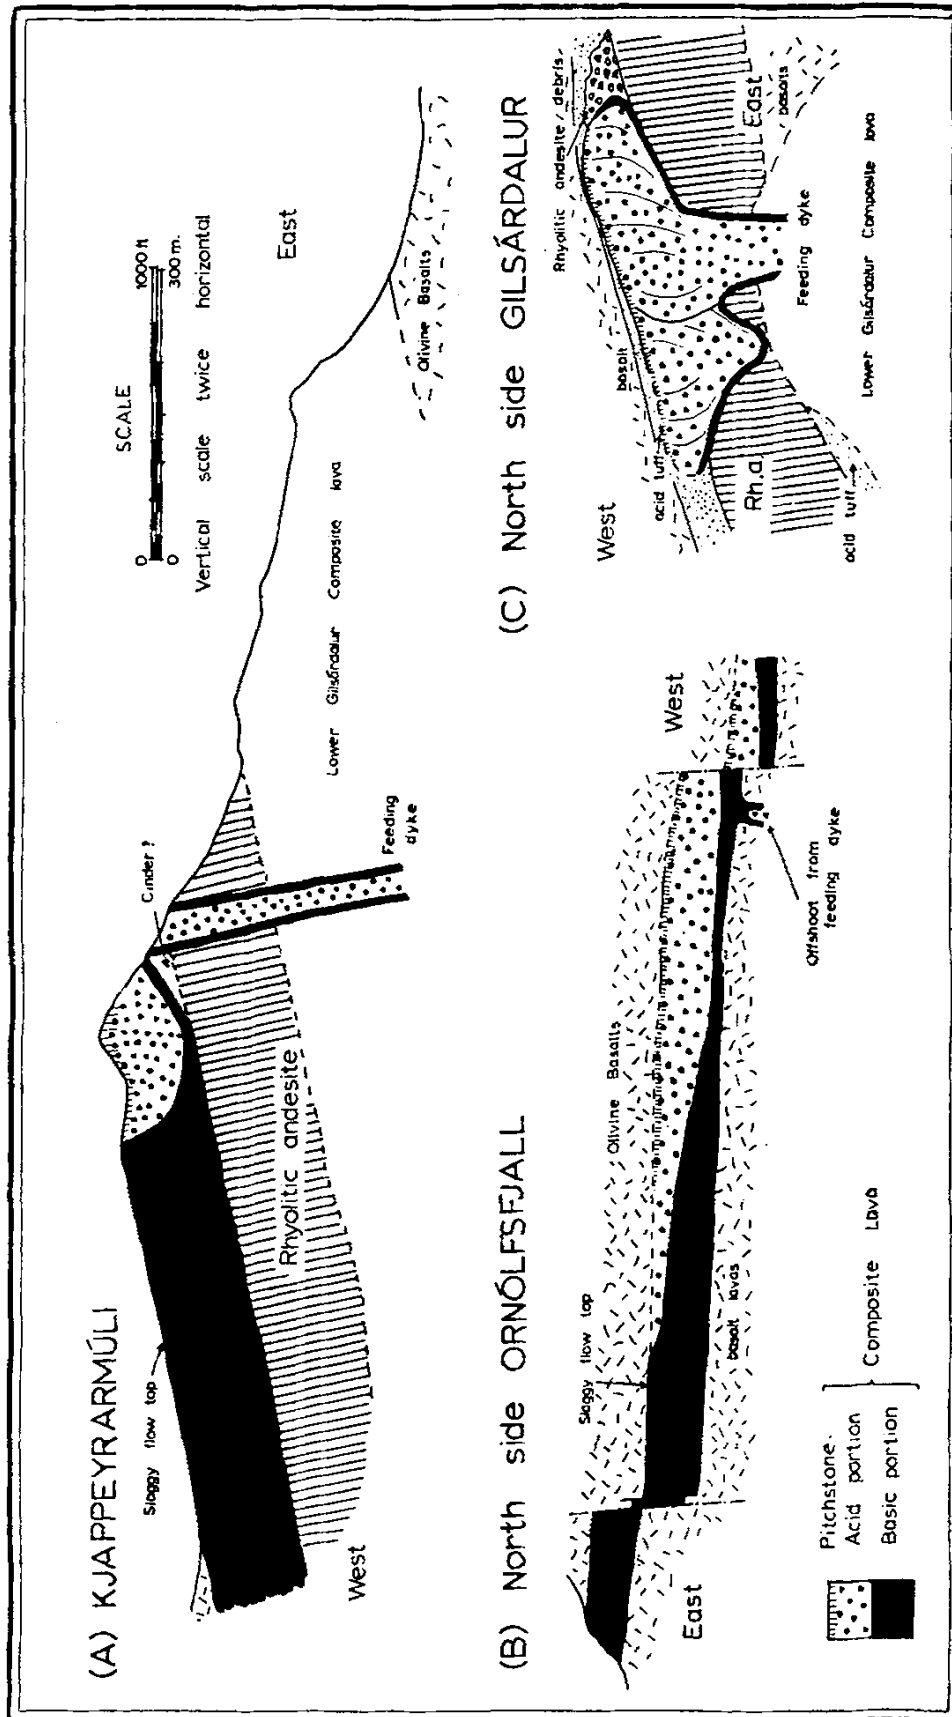 (A) KJAPPEYRARMÚLI
Slaggy flow top
Cinder ?
SCALE
0 1000 ft
0 300 m.
Vertical scale twice horizontal
East
Rhyolitic andesite
West
Feeding
dyke
Lower Gilsárdalur Composite lava
Olivine Basalts
(B) North side ORNÓLFSFJALL
Slaggy flow top
Olivine Basalts
West
East
basalt lavas
Offshoot from
feeding dyke
Pitchstone
Acid portion
Basic portion
Composite Lava
(C) North side GILSÁRDALUR
West
Rhyolitic andesite debris
basalt
acid tuff
Rh.a.
East
basalts
acid tuff
Feeding dyke
Lower Gilsárdalur Composite lava